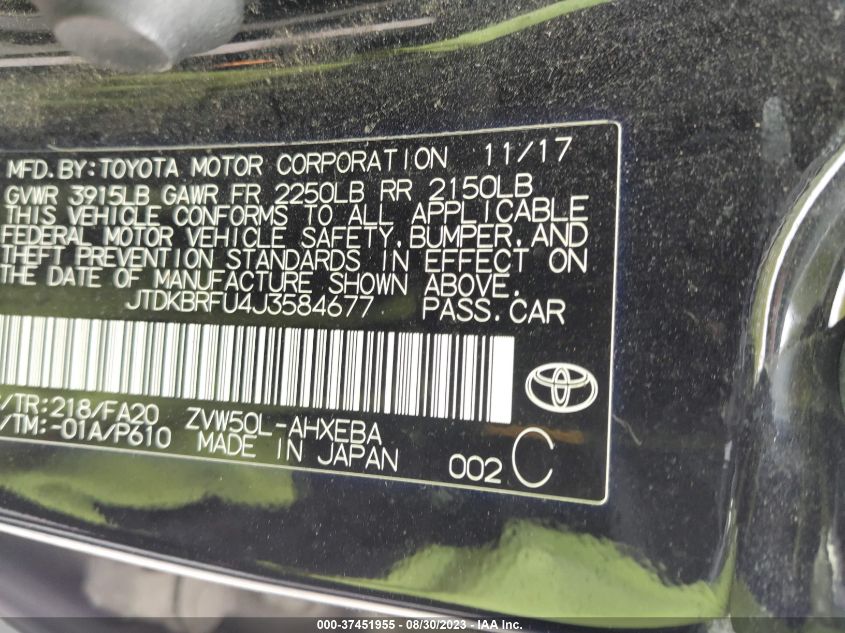 MFD.BY:TOYOTA MOTOR CORPORATION 11/17
GVWR 3915LB GAWR FR 2250LB RR 2150LB
THIS VEHICLE CONFORMS TO ALL APPLICABLE
FEDERAL MOTOR VEHICLE SAFETY,BUMPER,AND
THEFT PREVENTION STANDARDS IN EFFECT ON
THE DATE OF MANUFACTURE SHOWN ABOVE.
JTDKBRFU4J3584677 PASS.CAR
/TR:218/FA20 ZVW50L-AHXEBA
/TM:-01A/P610 MADE IN JAPAN 002 C
000-37451955 - 08/30/2023 - IAA Inc.